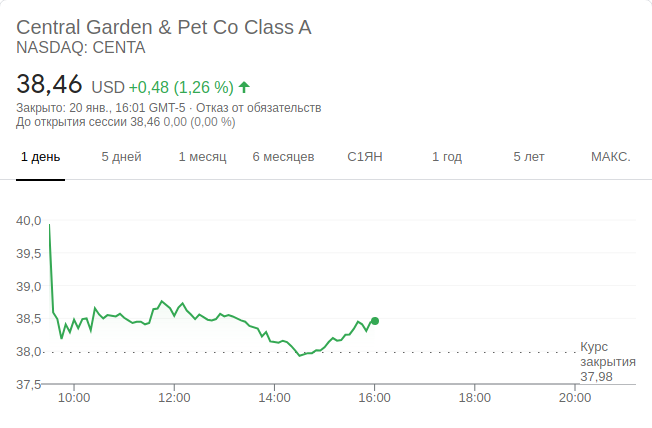 Central Garden & Pet Co Class A
NASDAQ: CENTA
38,46 USD +0,48 (1,26 %)
Закрыто: 20 янв., 16:01 GMT-5 · Отказ от обязательств
До открытия сессии 38,46 0,00 (0,00 %)
1 день 5 дней 1 месяц 6 месяцев С1ЯН 1 год 5 лет МАКС.
40,0
39,5
39,0
38,5
38,0
37,5
Курс
закрытия
37,98
10:00 12:00 14:00 16:00 18:00 20:00